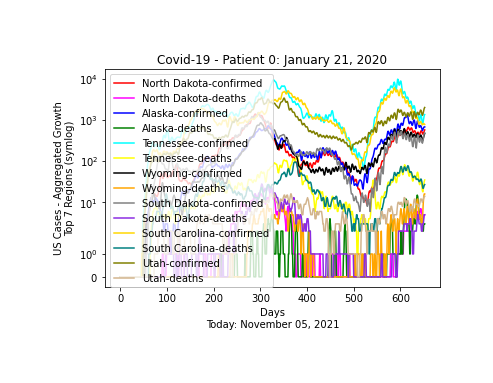 Covid-19 - Patient 0: January 21, 2020
US Cases - Aggregated Growth
Top 7 Regions (symlog)
10⁴
10³
10²
10¹
10⁰
0
North Dakota-confirmed
North Dakota-deaths
Alaska-confirmed
Alaska-deaths
Tennessee-confirmed
Tennessee-deaths
Wyoming-confirmed
Wyoming-deaths
South Dakota-confirmed
South Dakota-deaths
South Carolina-confirmed
South Carolina-deaths
Utah-confirmed
Utah-deaths
0 100 200 300 400 500 600
Days
Today: November 05, 2021